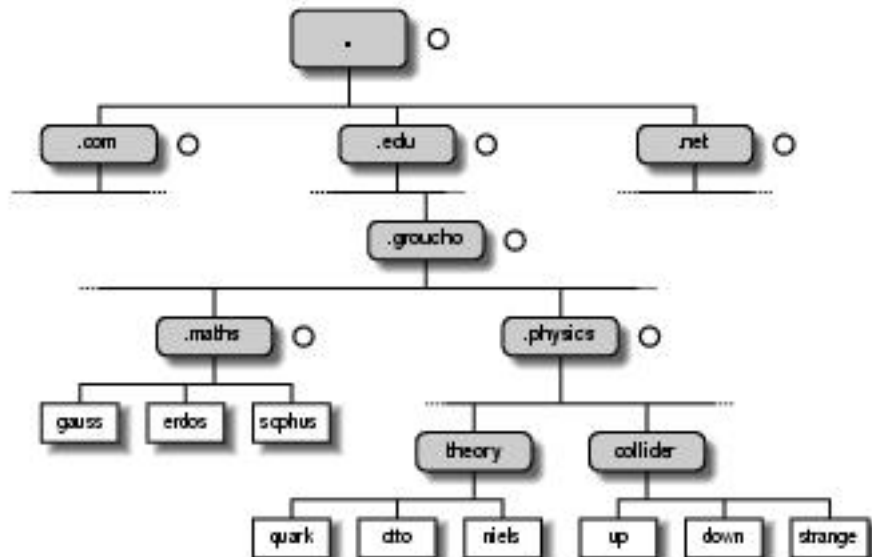 .
.com .edu .net
.groucho
.maths .physics
gauss erdos sophus
theory collider
quark otto niels up down strange